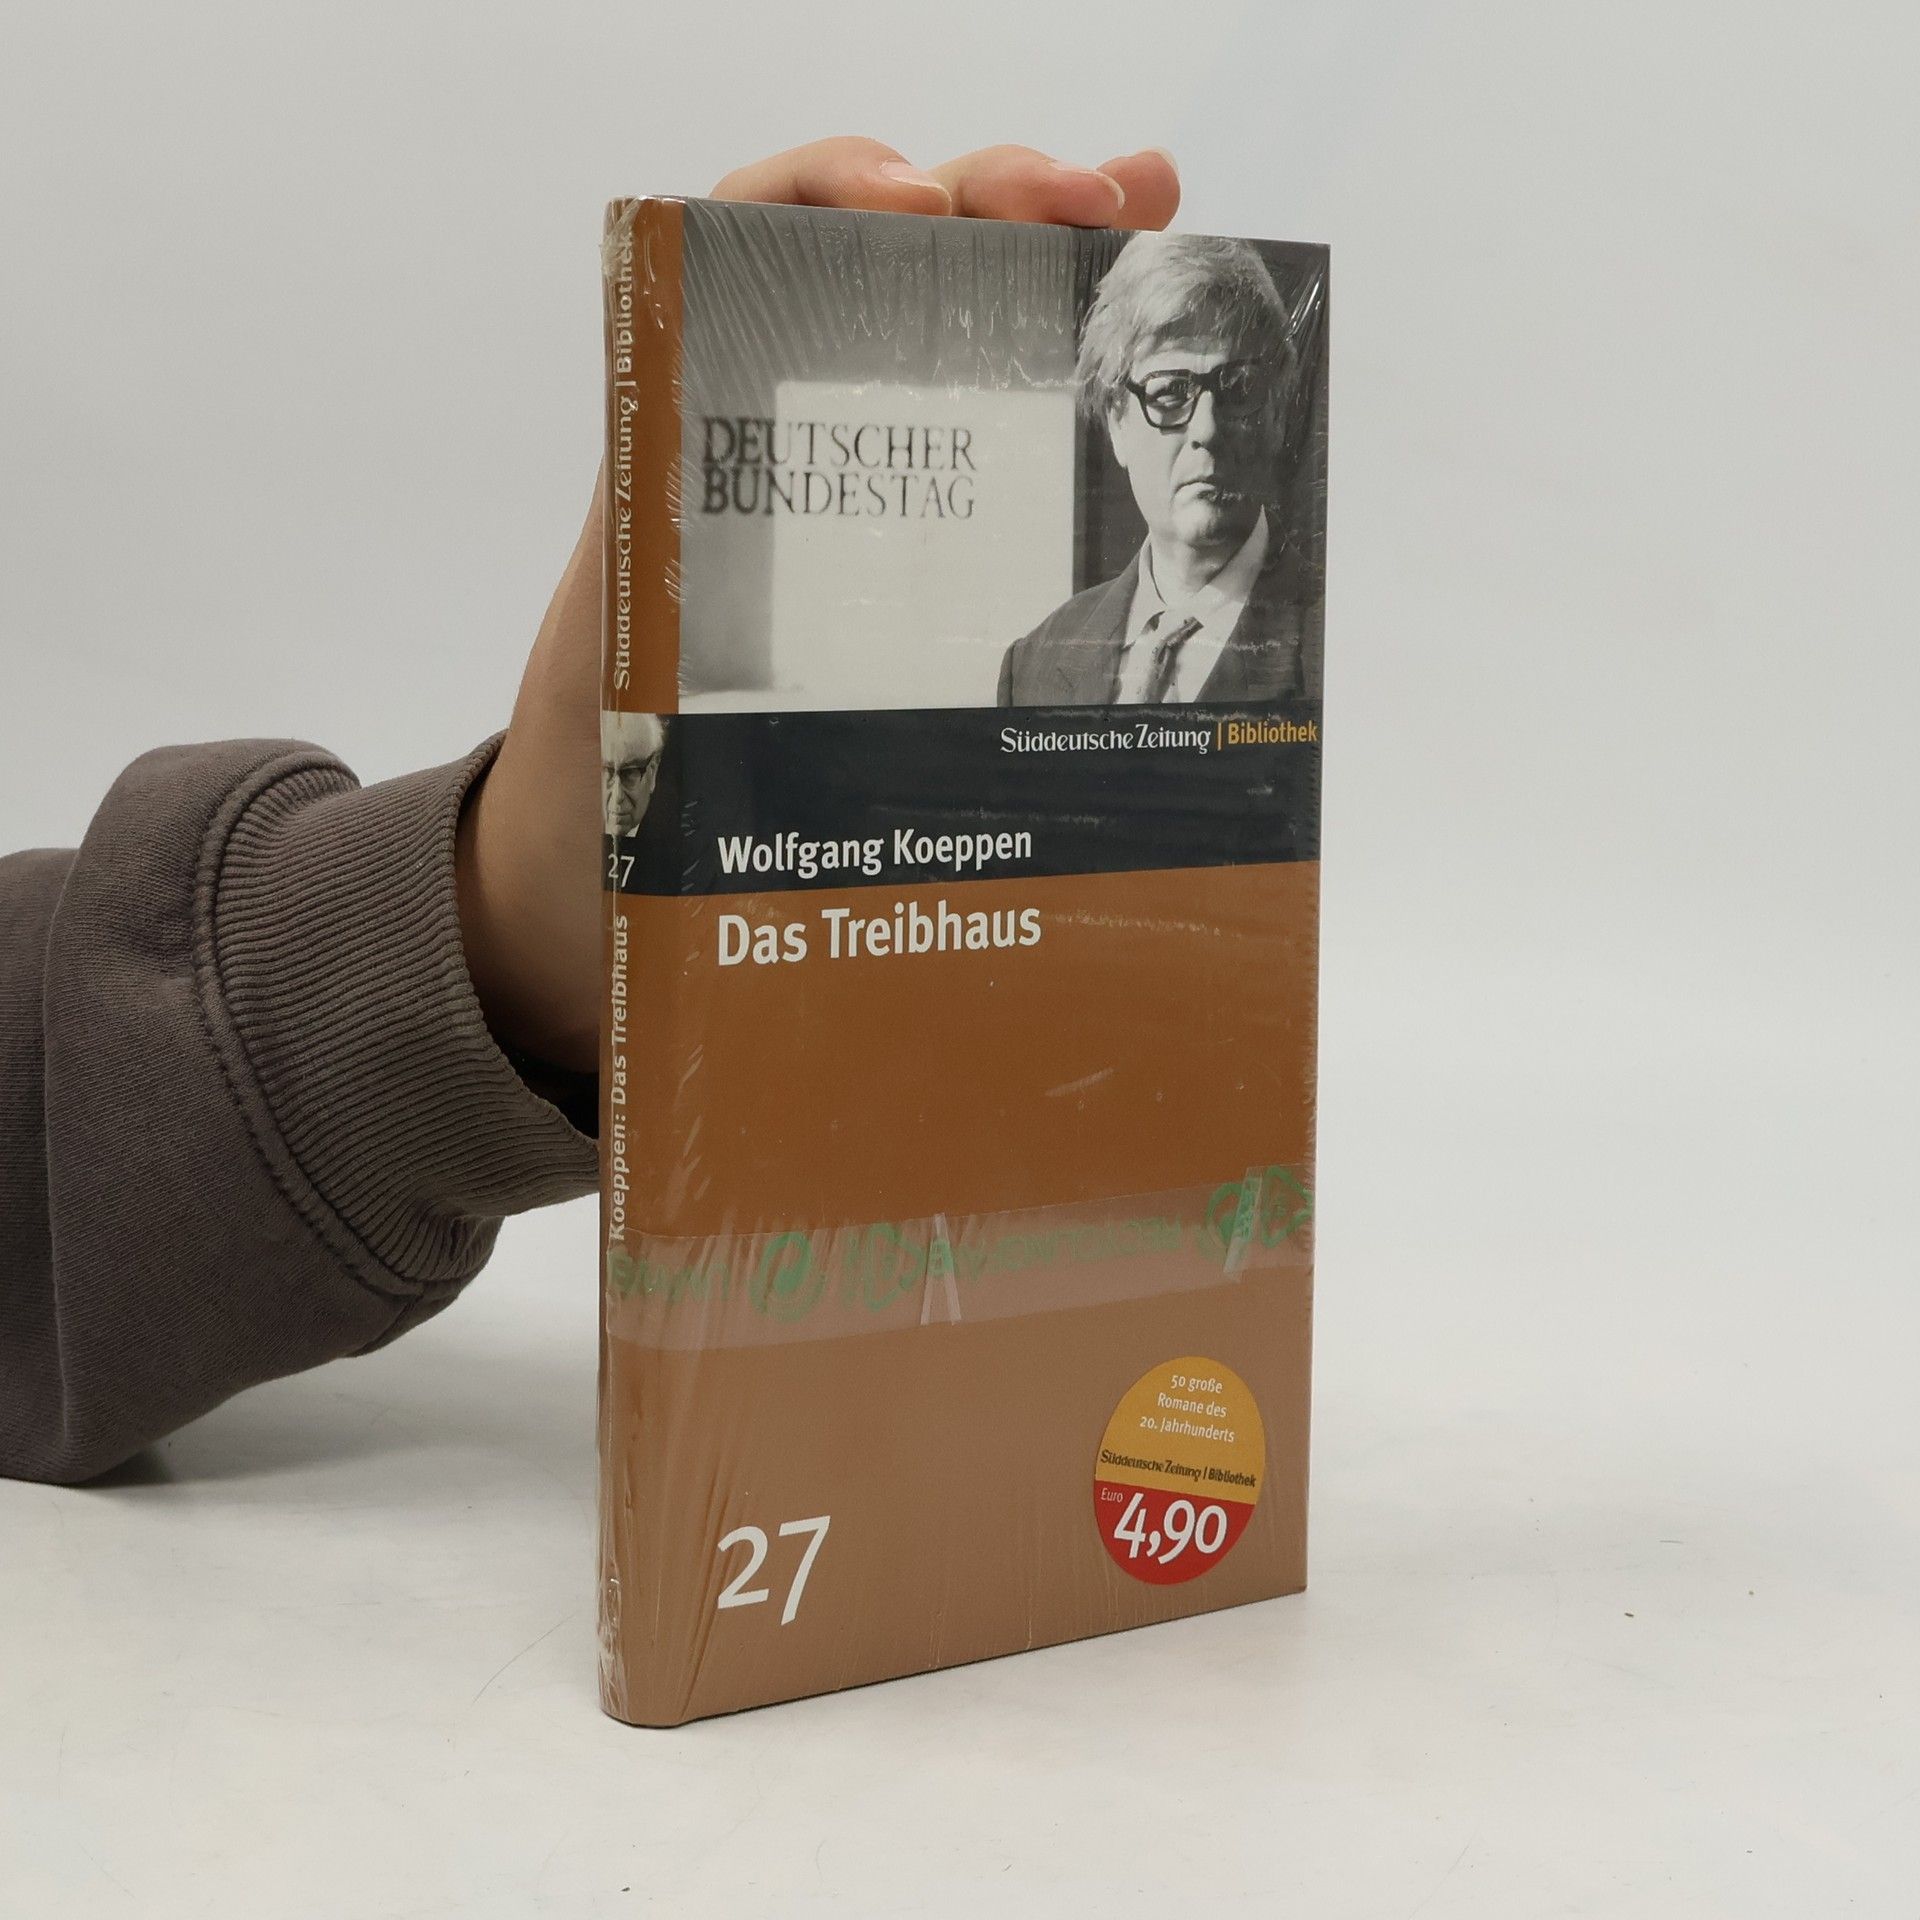 Süddeutsche Zeitung | Bibliothek
27
Koeppen: Das Treibhaus
DEUTSCHER
BUNDESTAG
Süddeutsche Zeitung | Bibliothek
Wolfgang Koeppen
Das Treibhaus
27
50 große
Romane des
20. Jahrhunderts
Süddeutsche Zeitung | Bibliothek
Euro
4,90